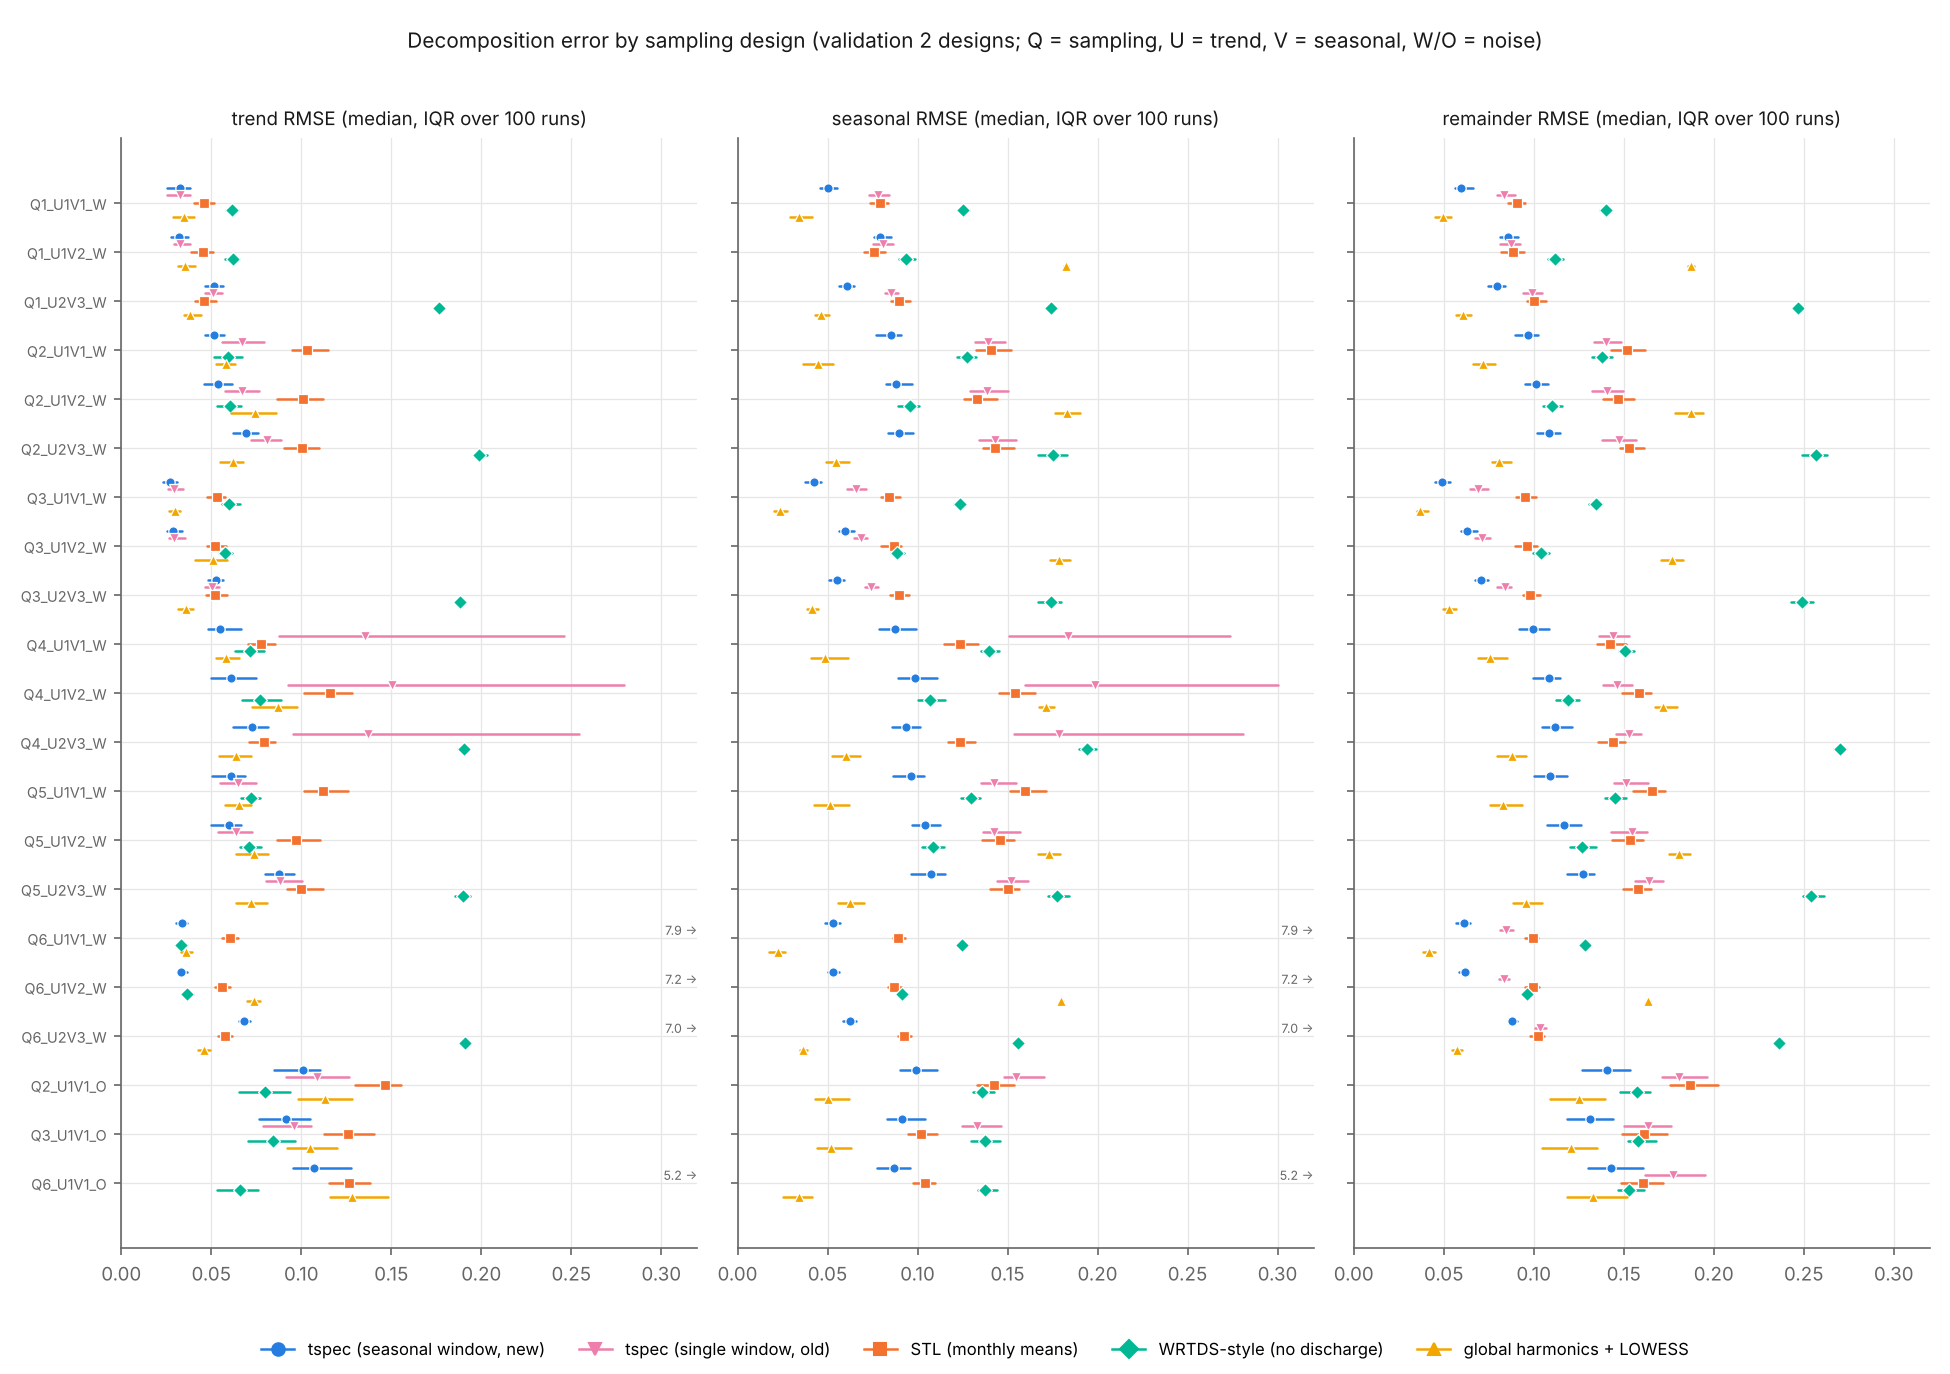 Decomposition error by sampling design (validation 2 designs; Q = sampling, U = trend, V = seasonal, W/O = noise)
trend RMSE (median, IQR over 100 runs)
seasonal RMSE (median, IQR over 100 runs)
remainder RMSE (median, IQR over 100 runs)
Q1_U1V1_W
Q1_U1V2_W
Q1_U2V3_W
Q2_U1V1_W
Q2_U1V2_W
Q2_U2V3_W
Q3_U1V1_W
Q3_U1V2_W
Q3_U2V3_W
Q4_U1V1_W
Q4_U1V2_W
Q4_U2V3_W
Q5_U1V1_W
Q5_U1V2_W
Q5_U2V3_W
7.9 → 7.9 →
Q6_U1V1_W
7.2 → 7.2 →
Q6_U1V2_W
7.0 → 7.0 →
Q6_U2V3_W
Q2_U1V1_O
Q3_U1V1_O
5.2 → 5.2 →
Q6_U1V1_O
0.00 0.05 0.10 0.15 0.20 0.25 0.30
0.00 0.05 0.10 0.15 0.20 0.25 0.30
0.00 0.05 0.10 0.15 0.20 0.25 0.30
tspec (seasonal window, new) tspec (single window, old) STL (monthly means) WRTDS-style (no discharge) global harmonics + LOWESS